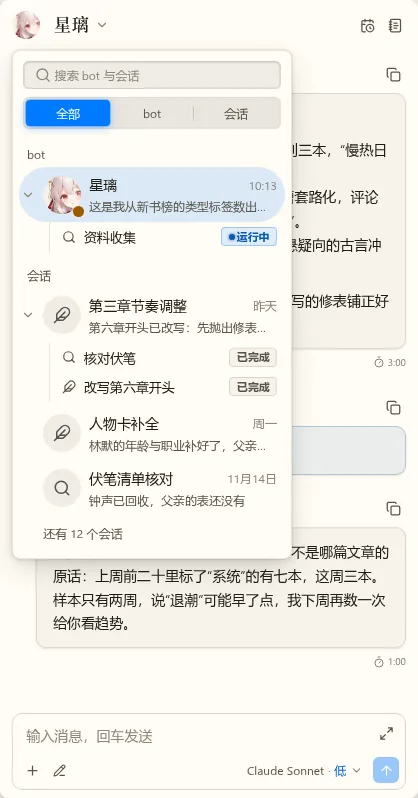 星璃
搜索 bot 与会话
全部
bot
会话
bot
星璃
10:13
这是我从新书榜的类型标签数出...
资料收集
运行中
会话
第三章节奏调整
昨天
第六章开头已改写：先抛出修表...
核对伏笔
已完成
改写第六章开头
已完成
人物卡补全
周一
林默的年龄与职业补好了，父亲...
伏笔清单核对
11月14日
钟声已回收，父亲的表还没有
还有 12 个会话
三本，“慢热日
套路化，评论
”。
悬疑向的古言冲
写的修表铺正好
3:00
不是哪篇文章的
原话：上周前二十里标了“系统”的有七本，这周三本。
样本只有两周，说“退潮”可能早了点，我下周再数一次
给你看趋势。
1:00
输入消息，回车发送
Claude Sonnet · 低